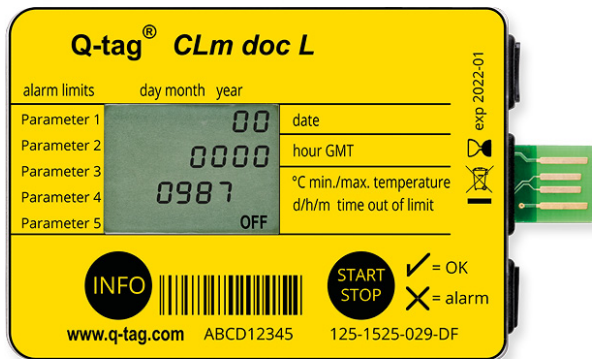 Q-tag® CLm doc L
alarm limits day month year
Parameter 1 00 date
Parameter 2 0000 hour GMT
Parameter 3 °C min./max. temperature
Parameter 4 0987 d/h/m time out of limit
Parameter 5 OFF
exp 2022-01
INFO
START
STOP
= OK
= alarm
www.q-tag.com ABCD12345 125-1525-029-DF